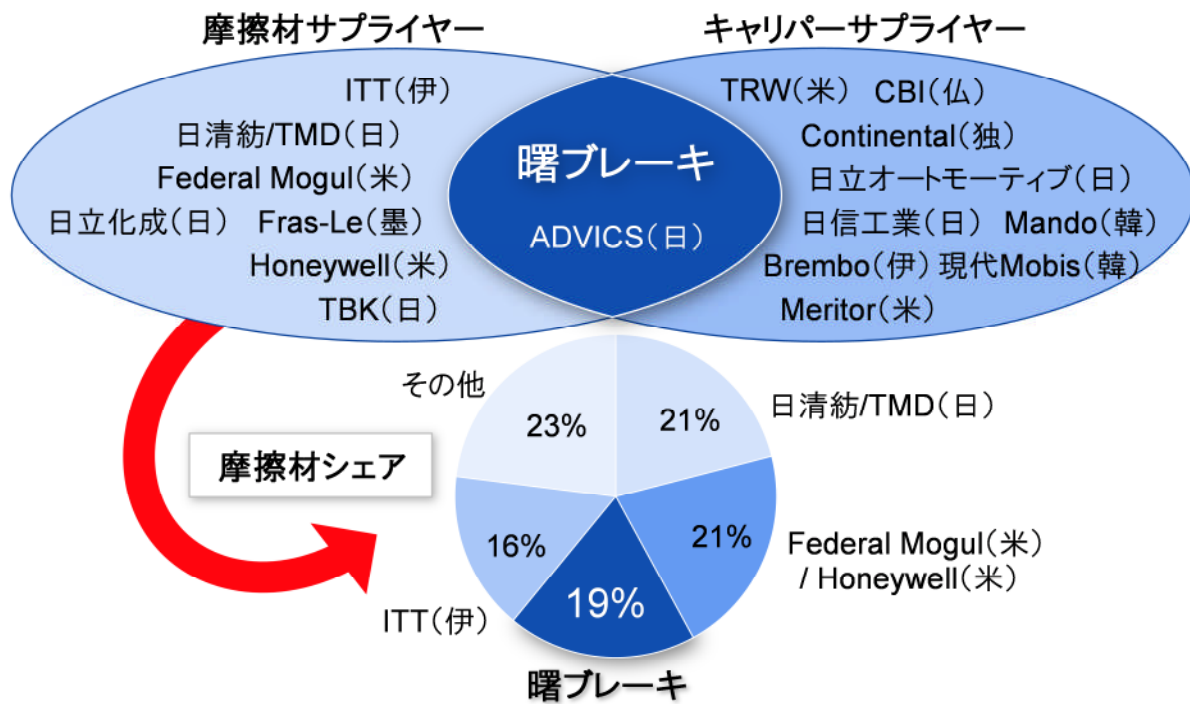 摩擦材サプライヤー
キャリパーサプライヤー
ITT(伊)
日清紡/TMD(日)
Federal Mogul(米)
日立化成(日) Fras-Le(墨)
Honeywell(米)
TBK(日)
曙ブレーキ
ADVICS(日)
TRW(米) CBI(仏)
Continental(独)
日立オートモーティブ(日)
日信工業(日) Mando(韓)
Brembo(伊) 現代Mobis(韓)
Meritor(米)
摩擦材シェア
その他
23%
21%
日清紡/TMD(日)
16%
21%
Federal Mogul(米)
/ Honeywell(米)
19%
ITT(伊)
曙ブレーキ